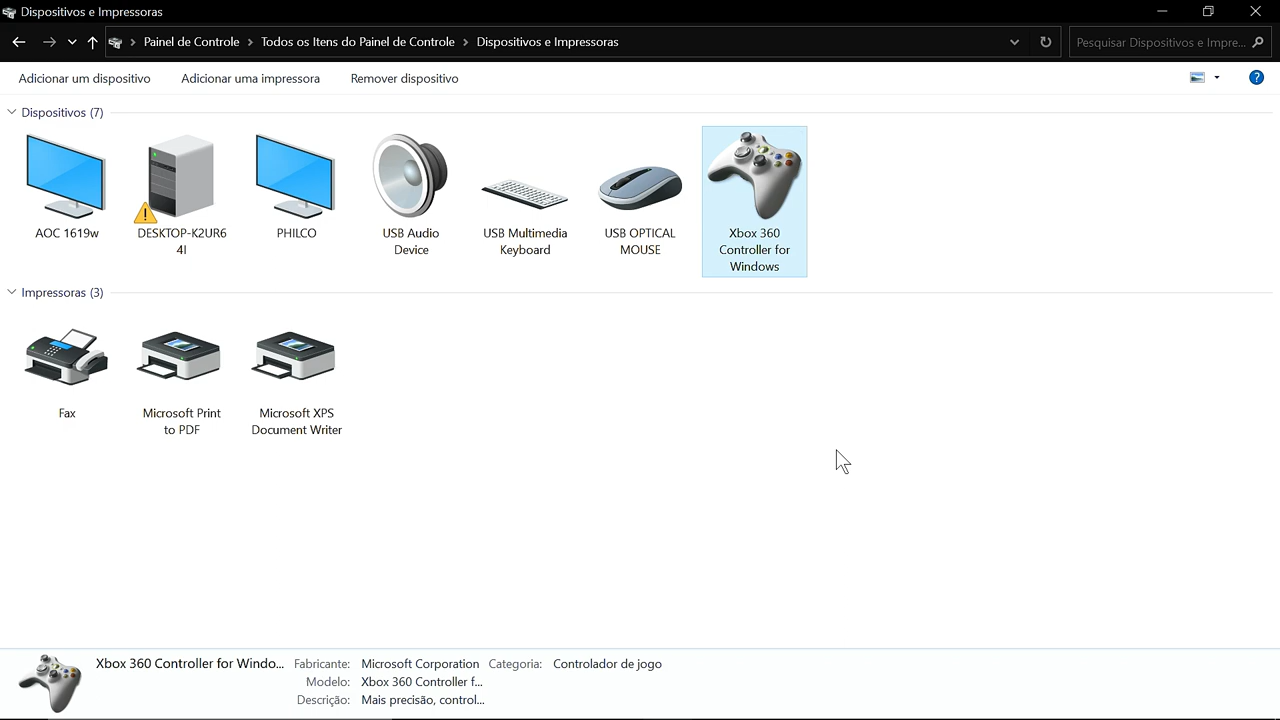 Dispositivos e Impressoras
Painel de Controle > Todos os Itens do Painel de Controle > Dispositivos e Impressoras
Pesquisar Dispositivos e Impre...
Adicionar um dispositivo Adicionar uma impressora Remover dispositivo
Dispositivos (7)
AOC 1619w
DESKTOP-K2UR6
4I
PHILCO
USB Audio
Device
USB Multimedia
Keyboard
USB OPTICAL
MOUSE
Xbox 360
Controller for
Windows
Impressoras (3)
Fax
Microsoft Print
to PDF
Microsoft XPS
Document Writer
Xbox 360 Controller for Windo... Fabricante: Microsoft Corporation Categoria: Controlador de jogo
Modelo: Xbox 360 Controller f...
Descrição: Mais precisão, control...